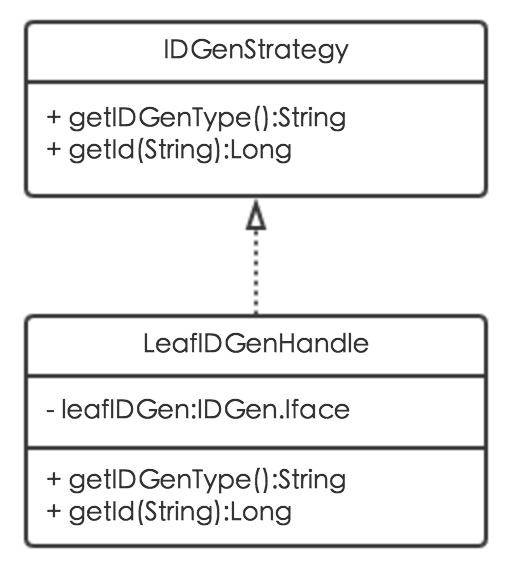 IDGenStrategy
+ getIDGenType():String
+ getId(String):Long
LeafIDGenHandle
- leafIDGen:IDGen.Iface
+ getIDGenType():String
+ getId(String):Long